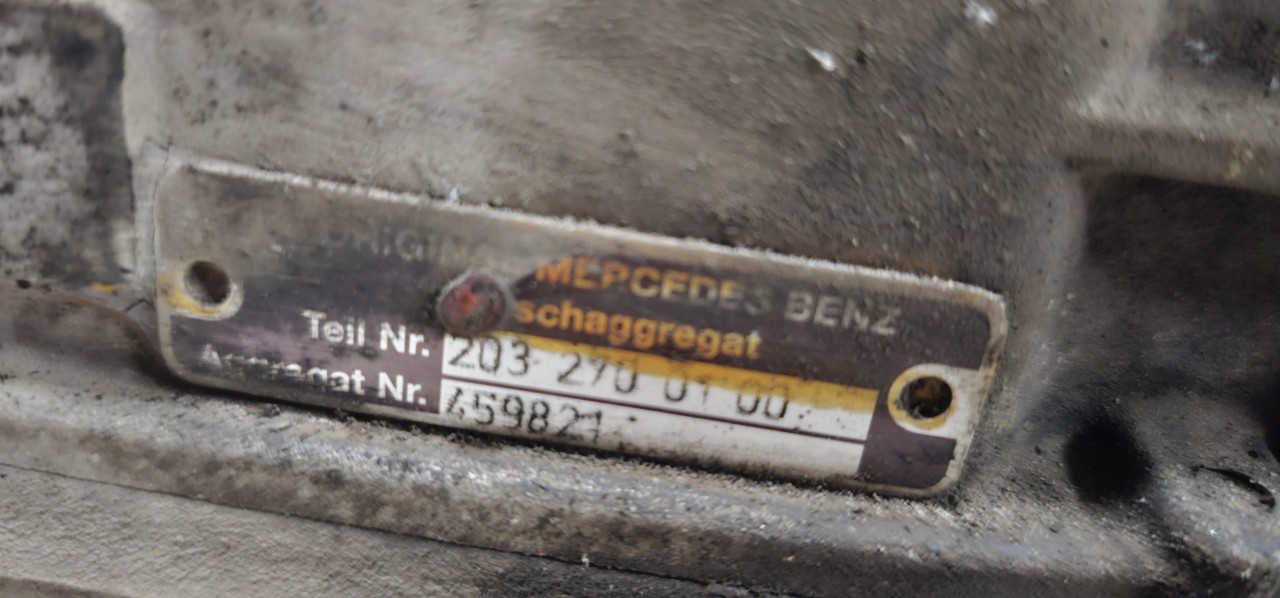 MERCEDES BENZ
schaggregat
Teil Nr. 203 270 01 00
Aggregat Nr. 459821